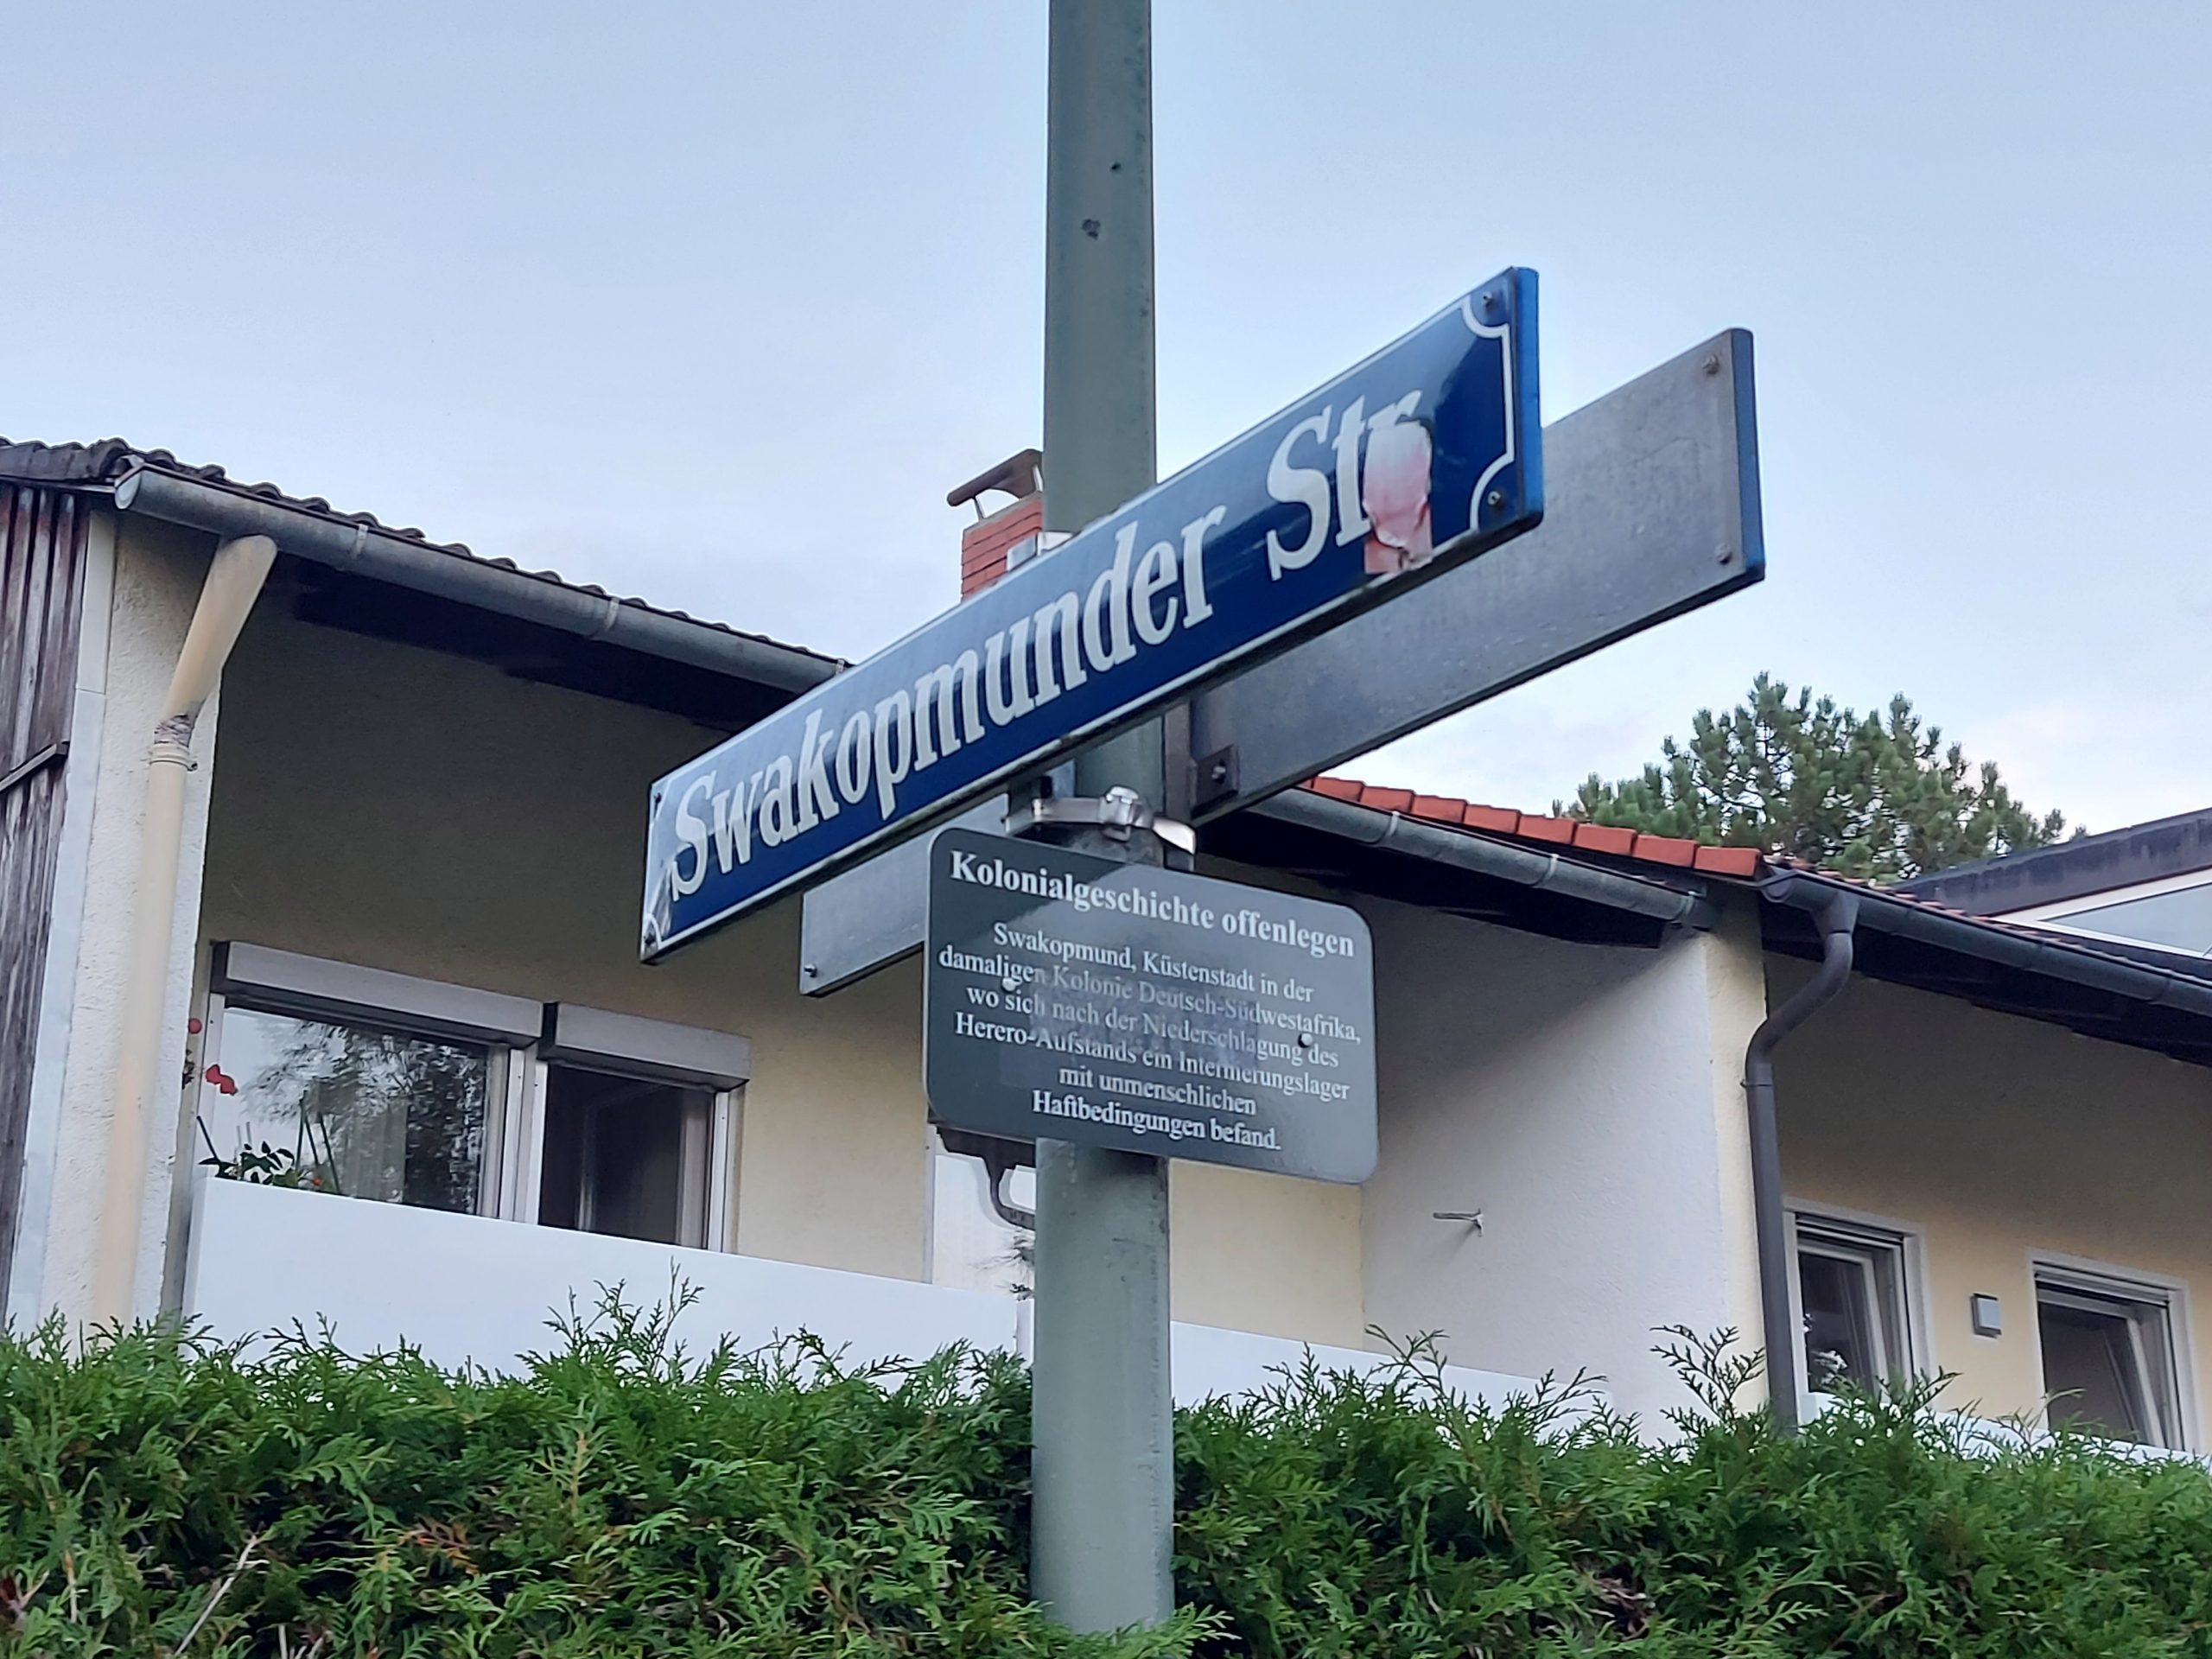 Swakopmunder Str.
Kolonialgeschichte offenlegen
Swakopmund, Küstenstadt in der
damaligen Kolonie Deutsch-Südwestafrika,
wo sich nach der Niederschlagung des
Herero-Aufstands ein Internierungslager
mit unmenschlichen
Haftbedingungen befand.